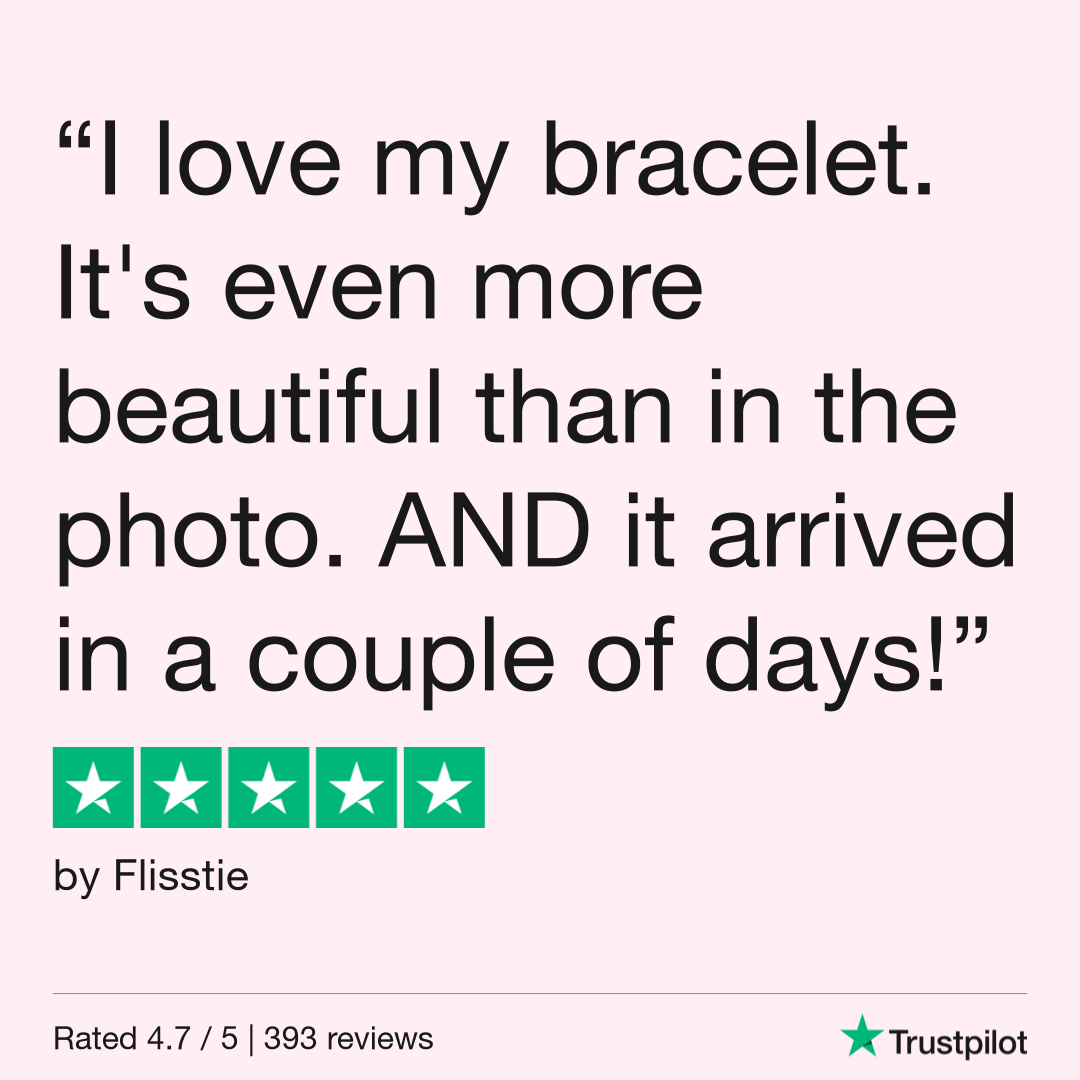 “I love my bracelet.
It's even more
beautiful than in the
photo. AND it arrived
in a couple of days!”
by Flisstie
Rated 4.7 / 5 | 393 reviews
Trustpilot